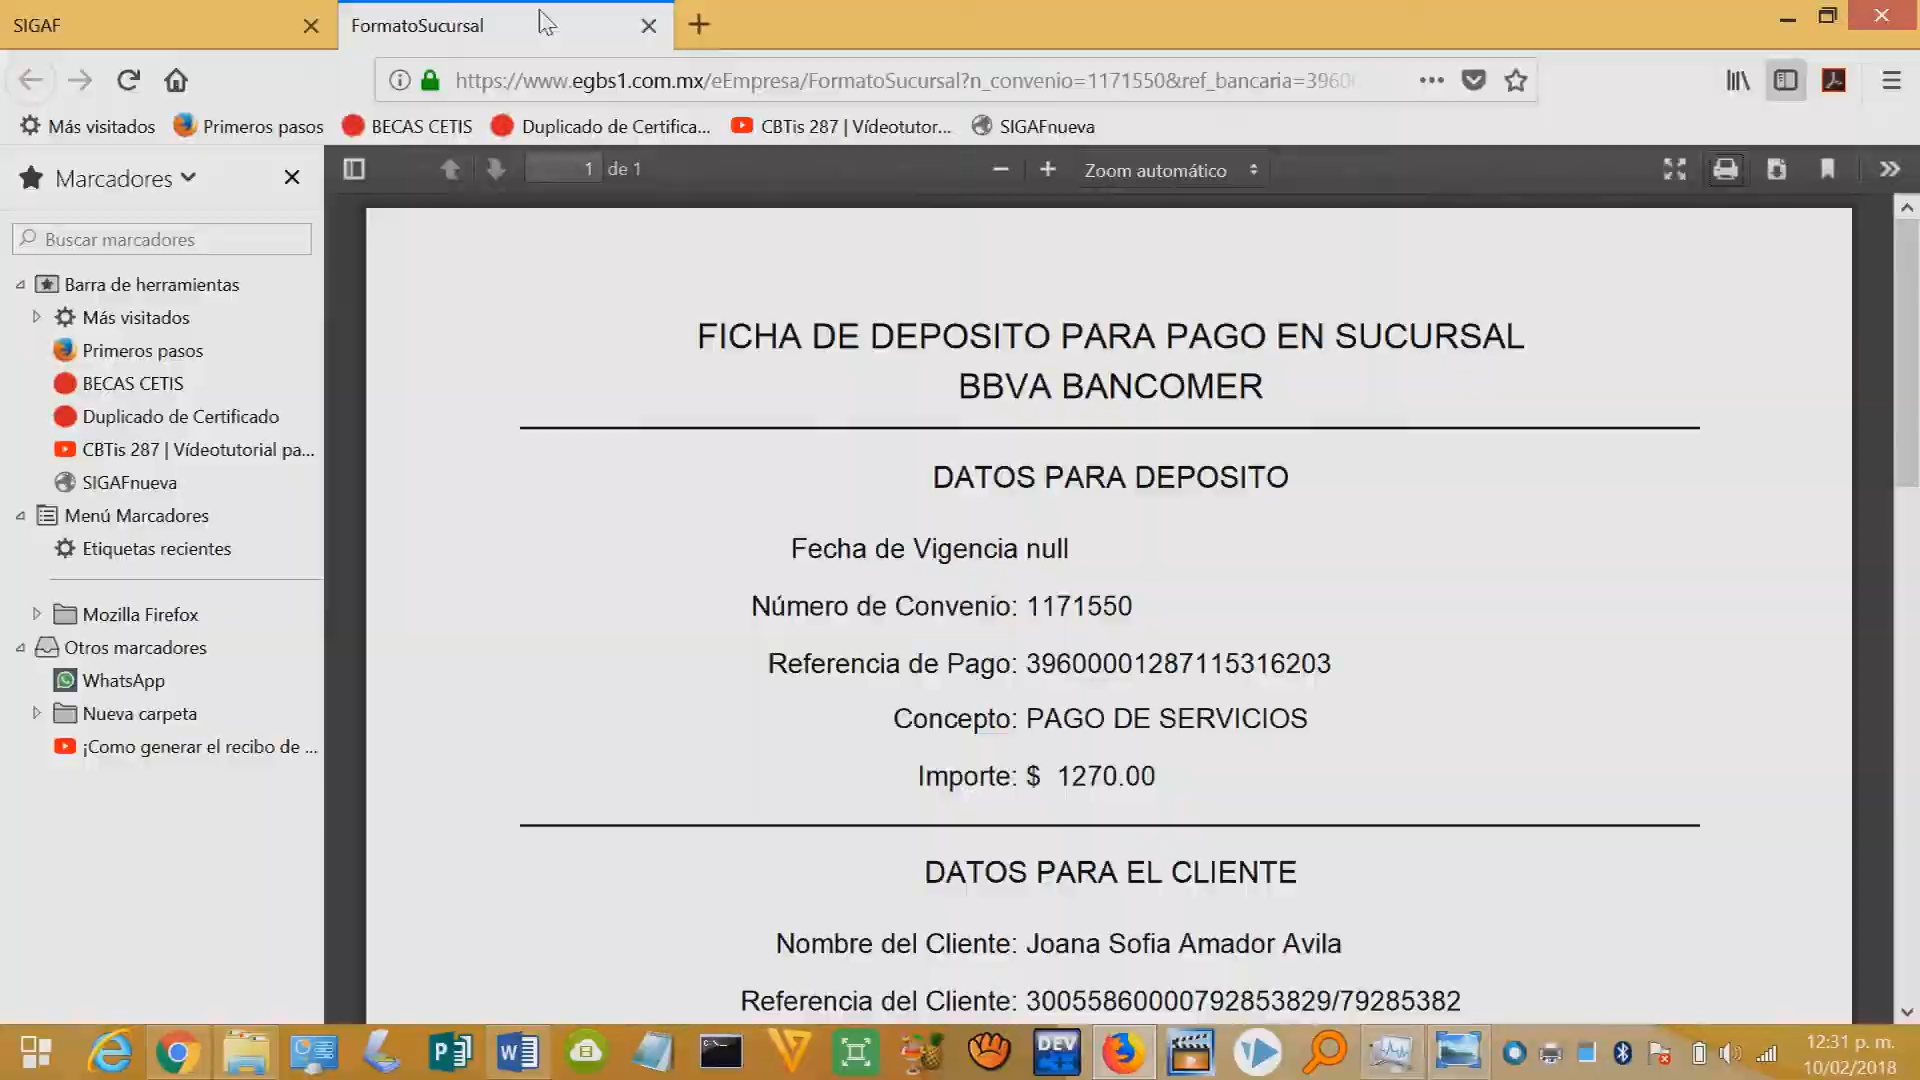 SIGAF
FormatoSucursal
https://www.egbs1.com.mx/eEmpresa/FormatoSucursal?n_convenio=1171550&ref_bancaria=3960
Más visitados
Primeros pasos
BECAS CETIS
Duplicado de Certifica...
CBTis 287 | Vídeotutor...
SIGAFnueva
Marcadores
1 de 1
Zoom automático
Buscar marcadores
Barra de herramientas
Más visitados
Primeros pasos
BECAS CETIS
Duplicado de Certificado
CBTis 287 | Vídeotutorial pa...
SIGAFnueva
Menú Marcadores
Etiquetas recientes
Mozilla Firefox
Otros marcadores
WhatsApp
Nueva carpeta
¡Como generar el recibo de ...
FICHA DE DEPOSITO PARA PAGO EN SUCURSAL
BBVA BANCOMER
DATOS PARA DEPOSITO
Fecha de Vigencia null
Número de Convenio: 1171550
Referencia de Pago: 39600001287115316203
Concepto: PAGO DE SERVICIOS
Importe: $ 1270.00
DATOS PARA EL CLIENTE
Nombre del Cliente: Joana Sofia Amador Avila
Referencia del Cliente: 30055860000792853829/79285382
DEV
12:31 p. m.
10/02/2018